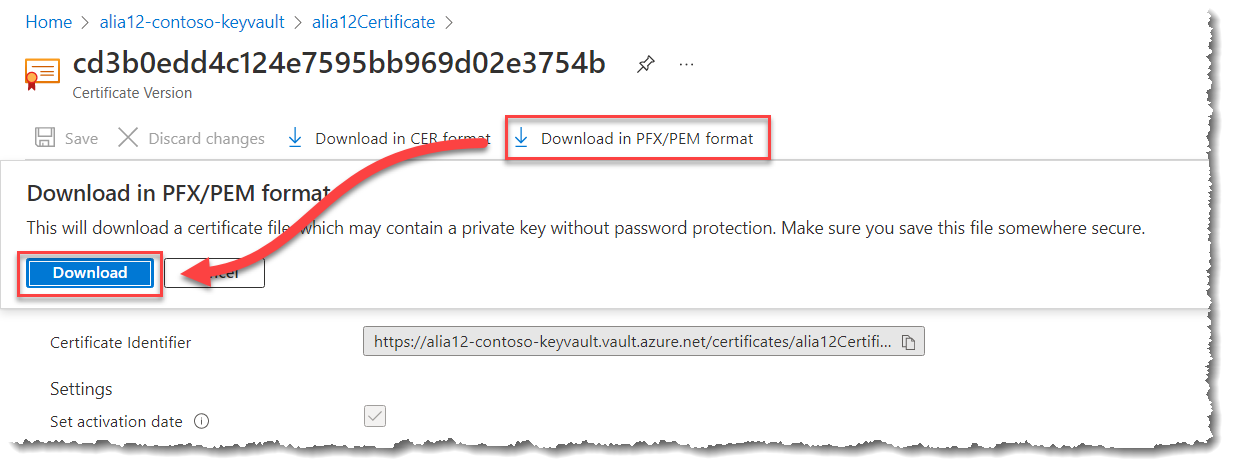 Home > alia12-contoso-keyvault > alia12Certificate >
cd3b0edd4c124e7595bb969d02e3754b
...
Certificate Version
Save Discard changes Download in CER format Download in PFX/PEM format
Download in PFX/PEM format
This will download a certificate file, which may contain a private key without password protection. Make sure you save this file somewhere secure.
Download
Certificate Identifier https://alia12-contoso-keyvault.vault.azure.net/certificates/alia12Certifi...
Settings
Set activation date